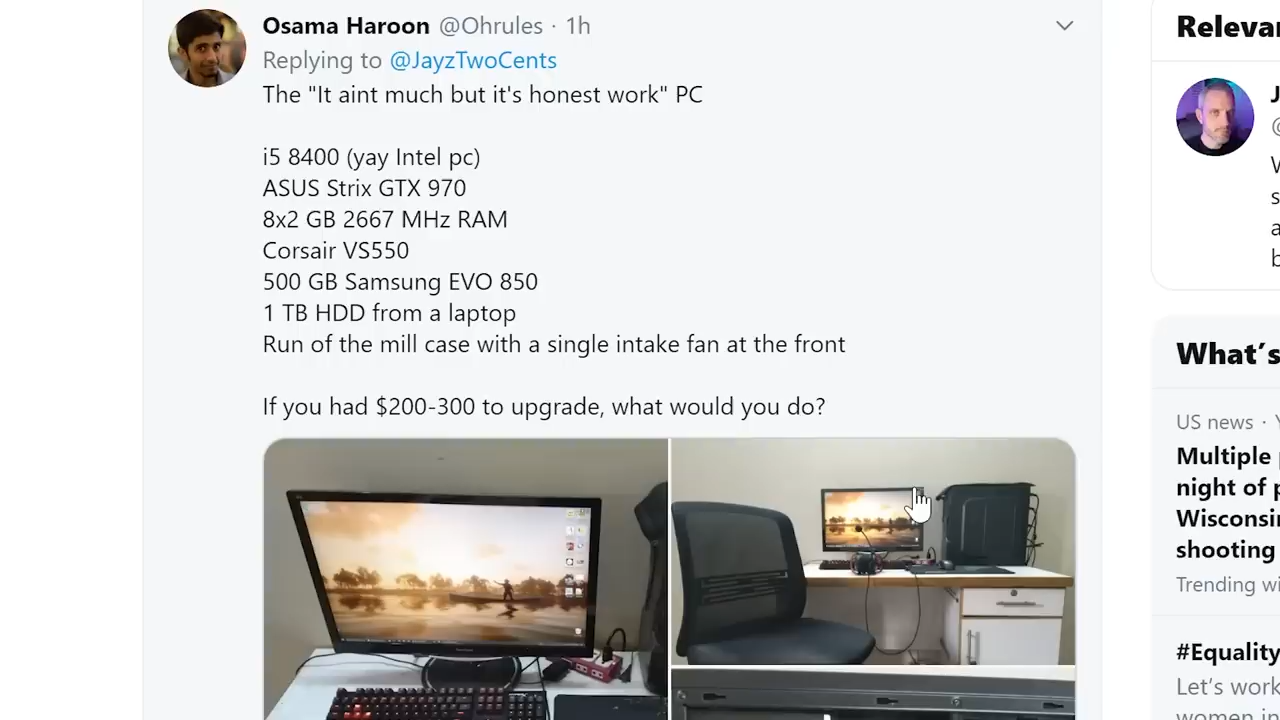 Osama Haroon @Ohrules · 1h
Replying to @JayzTwoCents
The "It aint much but it's honest work" PC
i5 8400 (yay Intel pc)
ASUS Strix GTX 970
8x2 GB 2667 MHz RAM
Corsair VS550
500 GB Samsung EVO 850
1 TB HDD from a laptop
Run of the mill case with a single intake fan at the front
If you had $200-300 to upgrade, what would you do?
What's
US news ·
Multiple
night of
shooting
Trending
#Equality
Let's work
women in